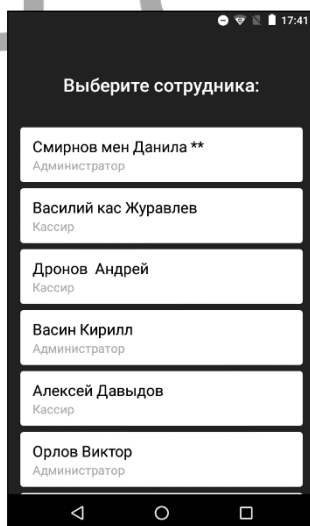 17:41
Выберите сотрудника:
Смирнов мен Данила **
Администратор
Василий кас Журавлев
Кассир
Дронов  Андрей
Кассир
Васин Кирилл
Администратор
Алексей Давыдов
Кассир
Орлов Виктор
Администратор